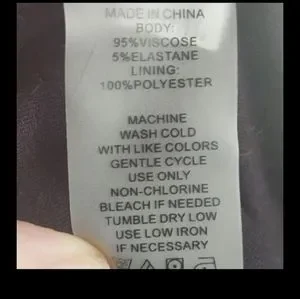 MADE IN CHINA
BODY:
95%VISCOSE
5%ELASTANE
LINING:
100%POLYESTER
MACHINE
WASH COLD
WITH LIKE COLORS
GENTLE CYCLE
USE ONLY
NON-CHLORINE
BLEACH IF NEEDED
TUMBLE DRY LOW
USE LOW IRON
IF NECESSARY